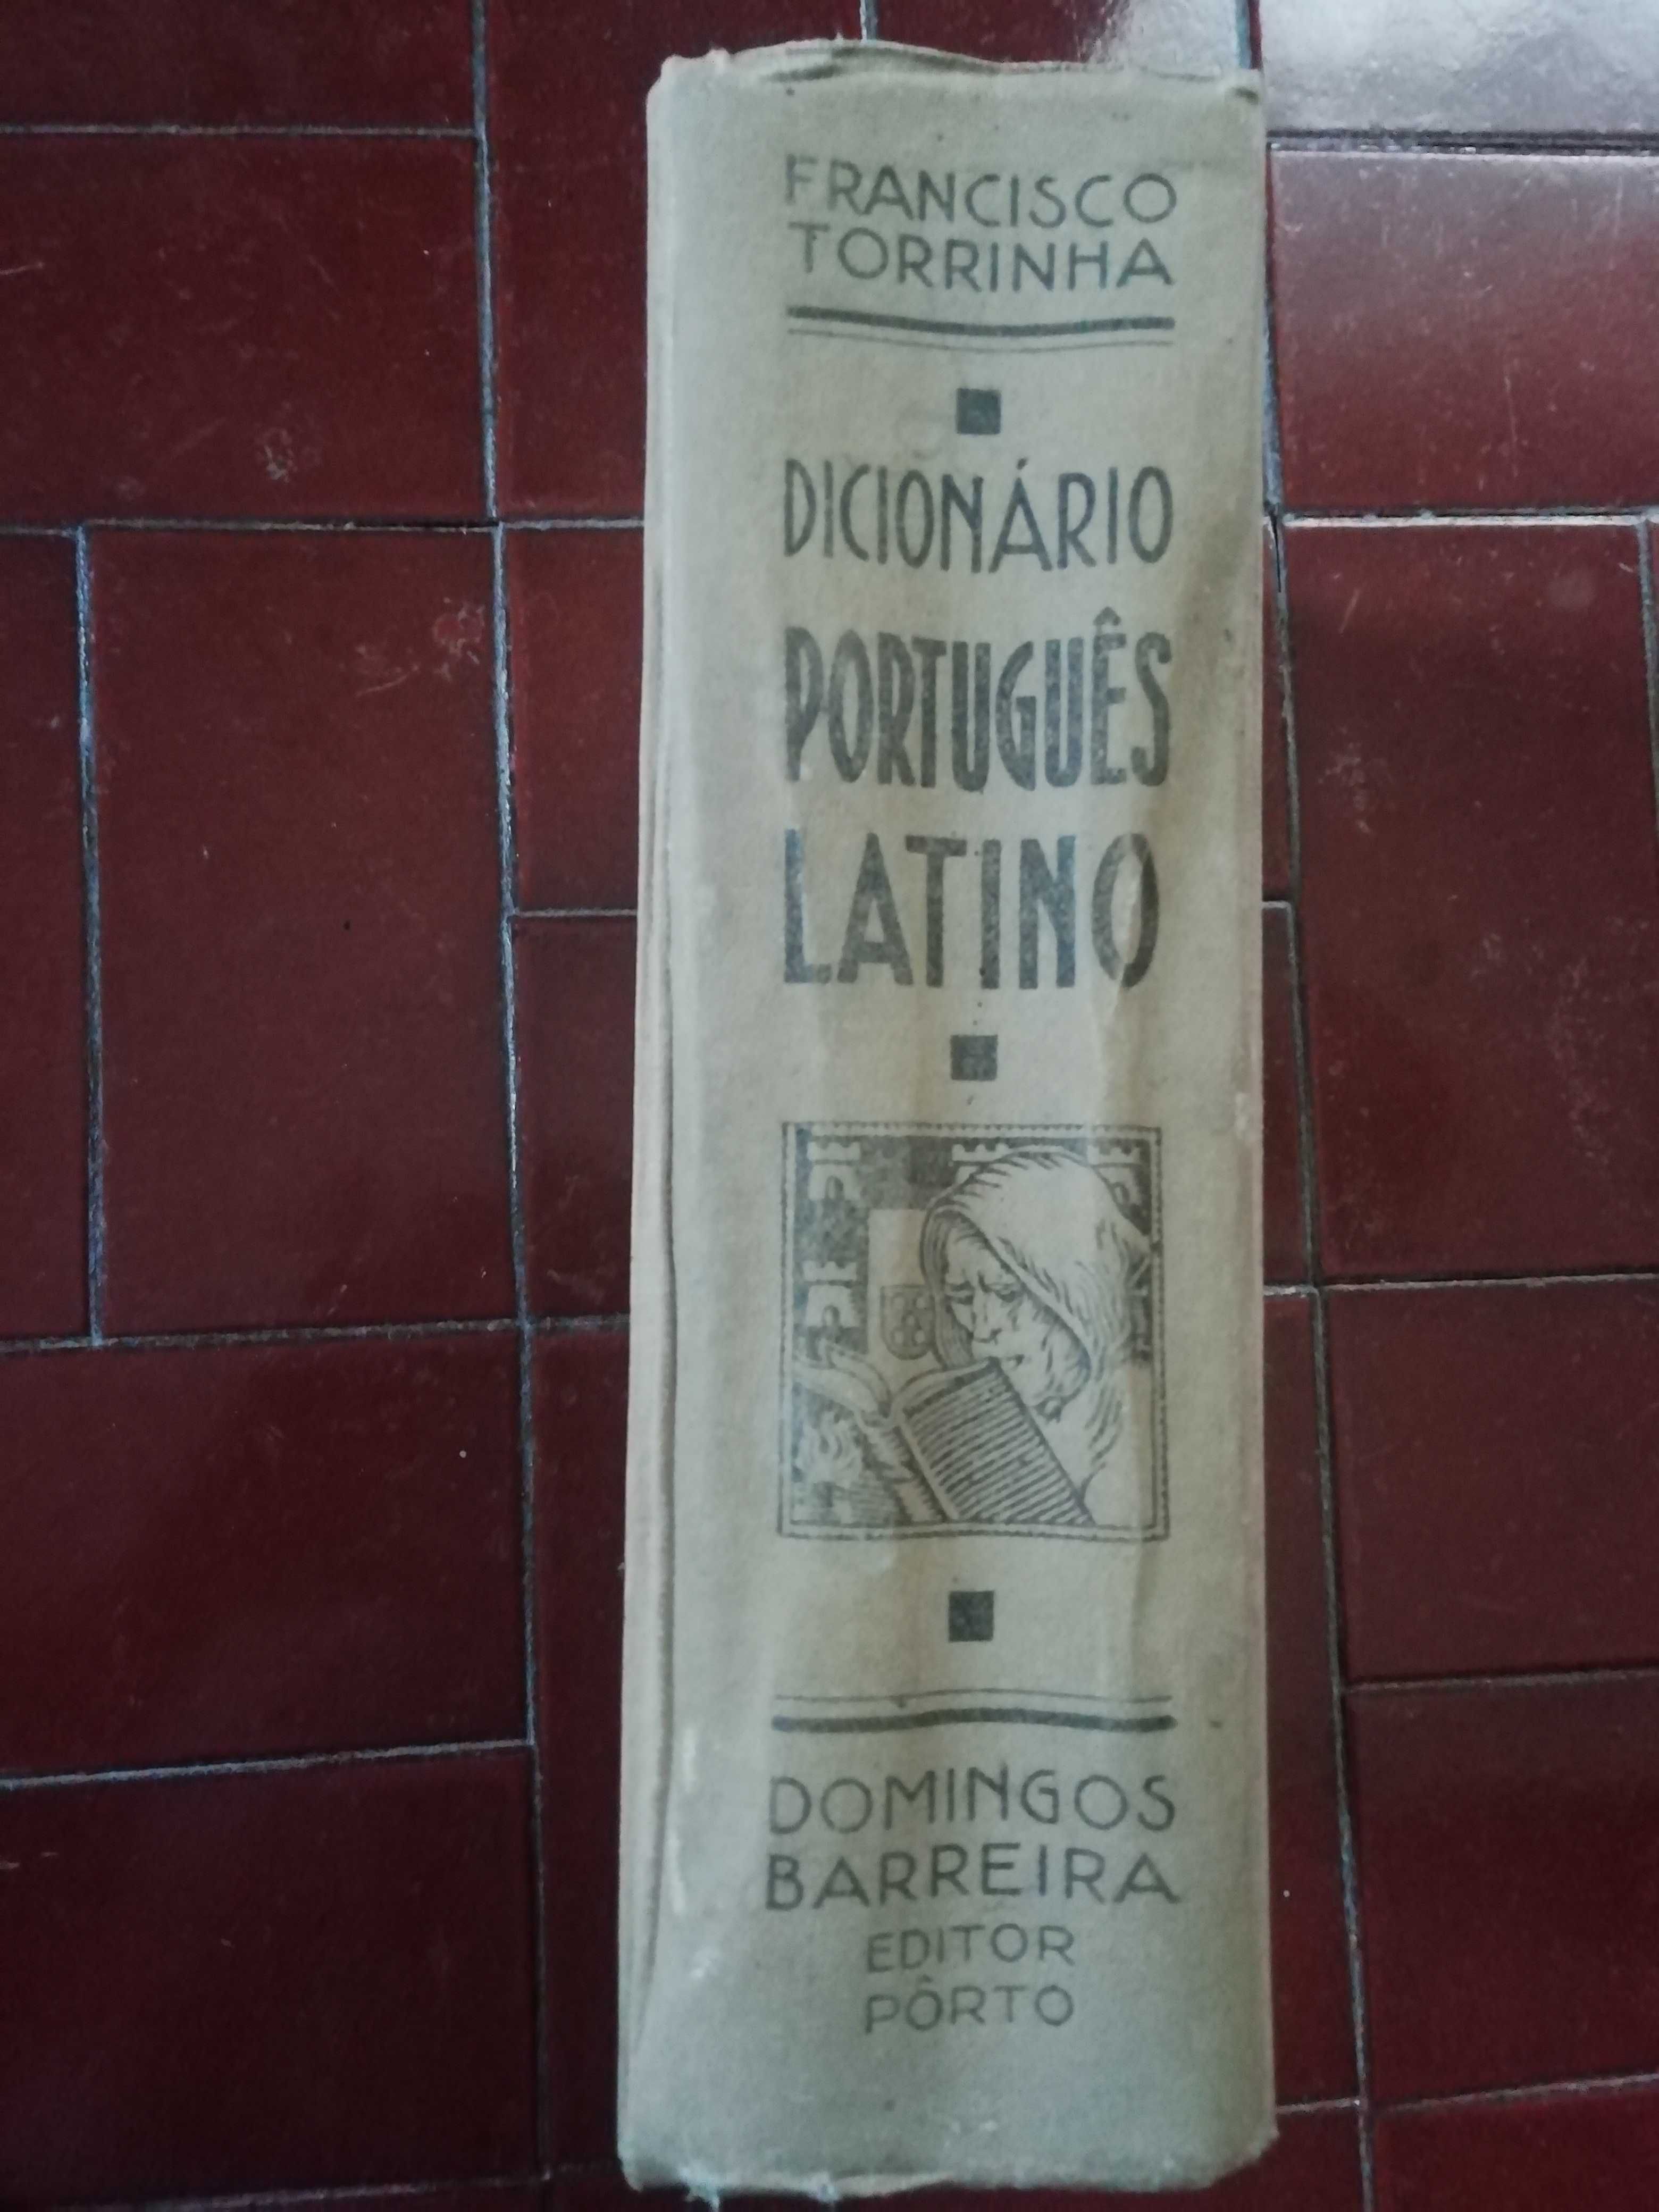 FRANCISCO
TORRINHA
DICIONÁRIO
PORTUGUÊS
LATINO
DOMINGOS
BARREIRA
EDITOR
PÔRTO